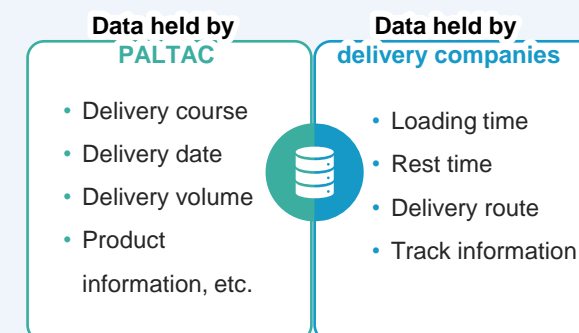 Data held by
PALTAC
• Delivery course
• Delivery date
• Delivery volume
• Product
information, etc.
Data held by
delivery companies
• Loading time
• Rest time
• Delivery route
• Track information